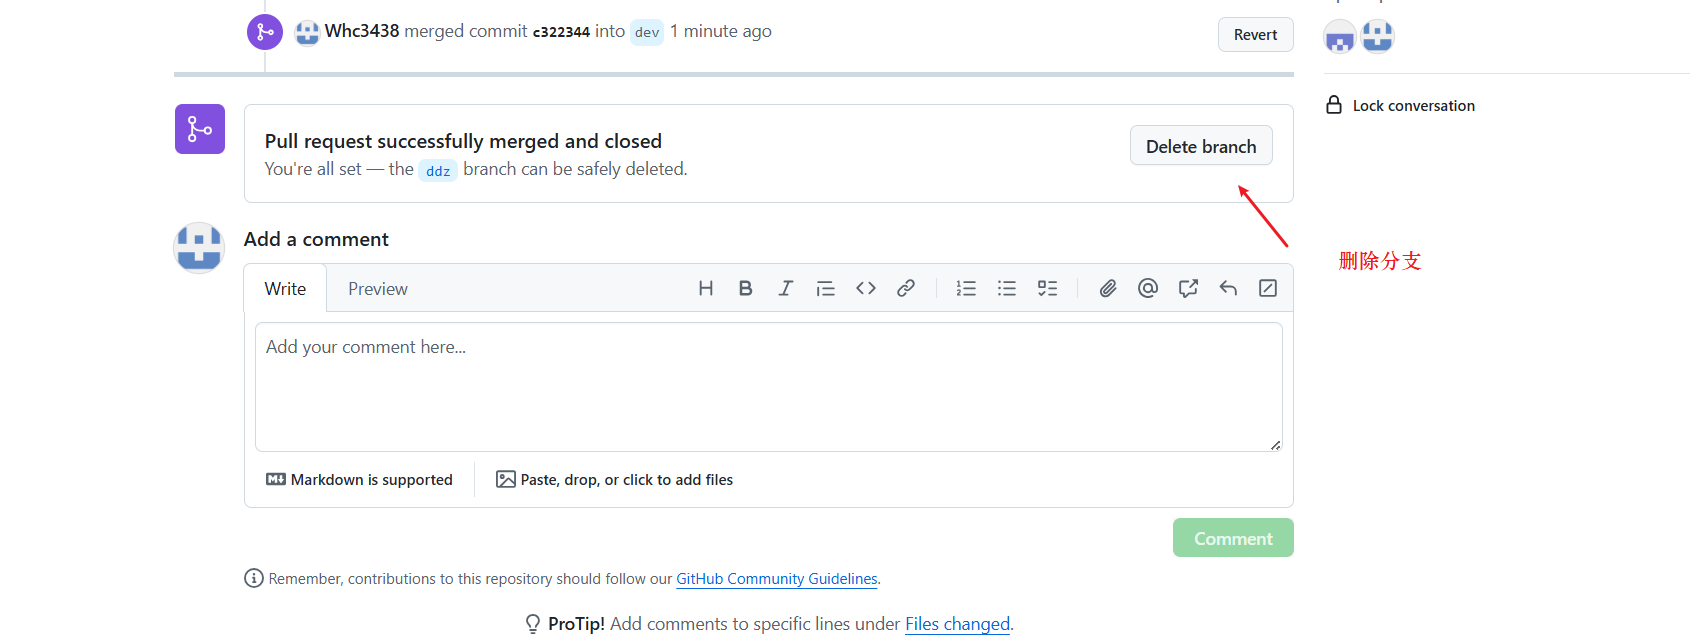 Whc3438 merged commit c322344 into dev 1 minute ago
Revert
Lock conversation
Pull request successfully merged and closed
You're all set — the ddz branch can be safely deleted.
Delete branch
删除分支
Add a comment
Write
Preview
Add your comment here...
Markdown is supported
Paste, drop, or click to add files
Comment
Remember, contributions to this repository should follow our GitHub Community Guidelines.
ProTip! Add comments to specific lines under Files changed.